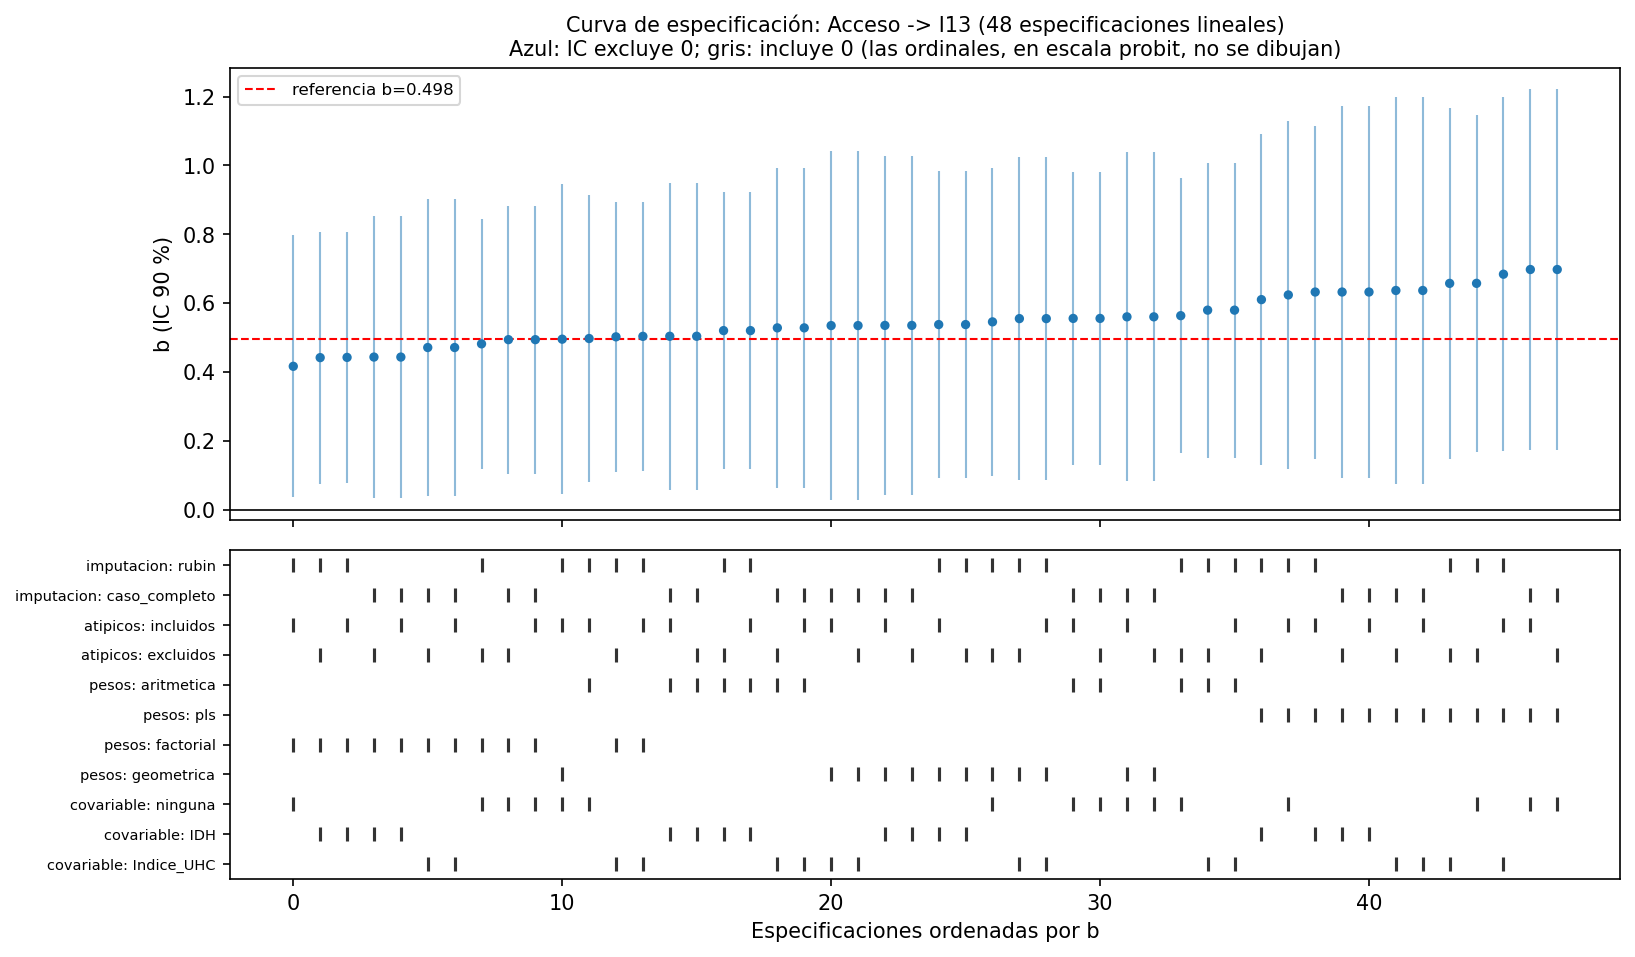 Curva de especificación: Acceso -> I13 (48 especificaciones lineales)
Azul: IC excluye 0; gris: incluye 0 (las ordinales, en escala probit, no se dibujan)
referencia b=0.498
b (IC 90 %)
1.2
1.0
0.8
0.6
0.4
0.2
0.0
imputacion: rubin
imputacion: caso_completo
atipicos: incluidos
atipicos: excluidos
pesos: aritmetica
pesos: pls
pesos: factorial
pesos: geometrica
covariable: ninguna
covariable: IDH
covariable: Indice_UHC
0 10 20 30 40
Especificaciones ordenadas por b